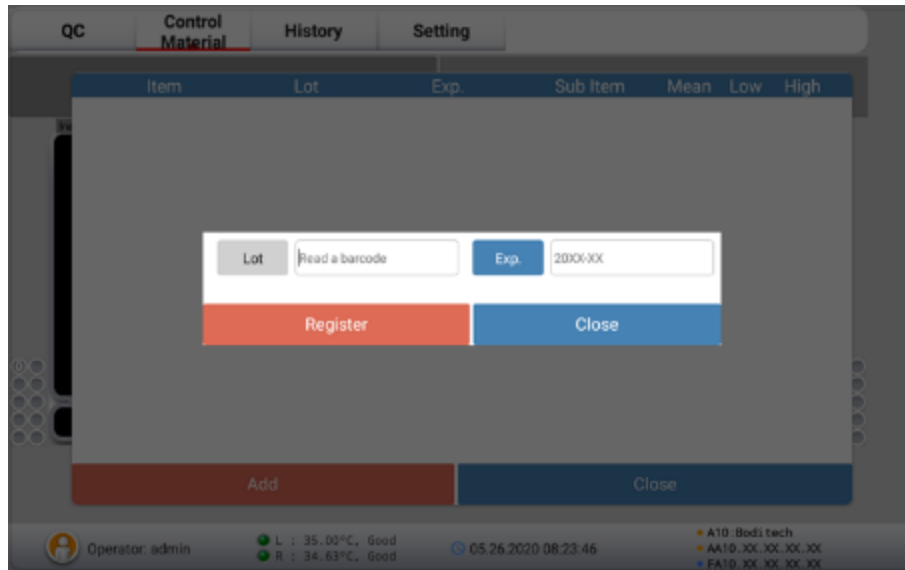 QC
Control
Material
History
Setting
Item Lot Exp. Sub Item Mean Low High
Lot Read a barcode Exp. 20XX-XX
Register Close
Add Close
Operator: admin
L : 35.00°C, Good
R : 34.63°C, Good
05.26.2020 08:23:46
A10.Boditech
AA10.XX.XX.XX.XX
FA10.XX.XX.XX.XX